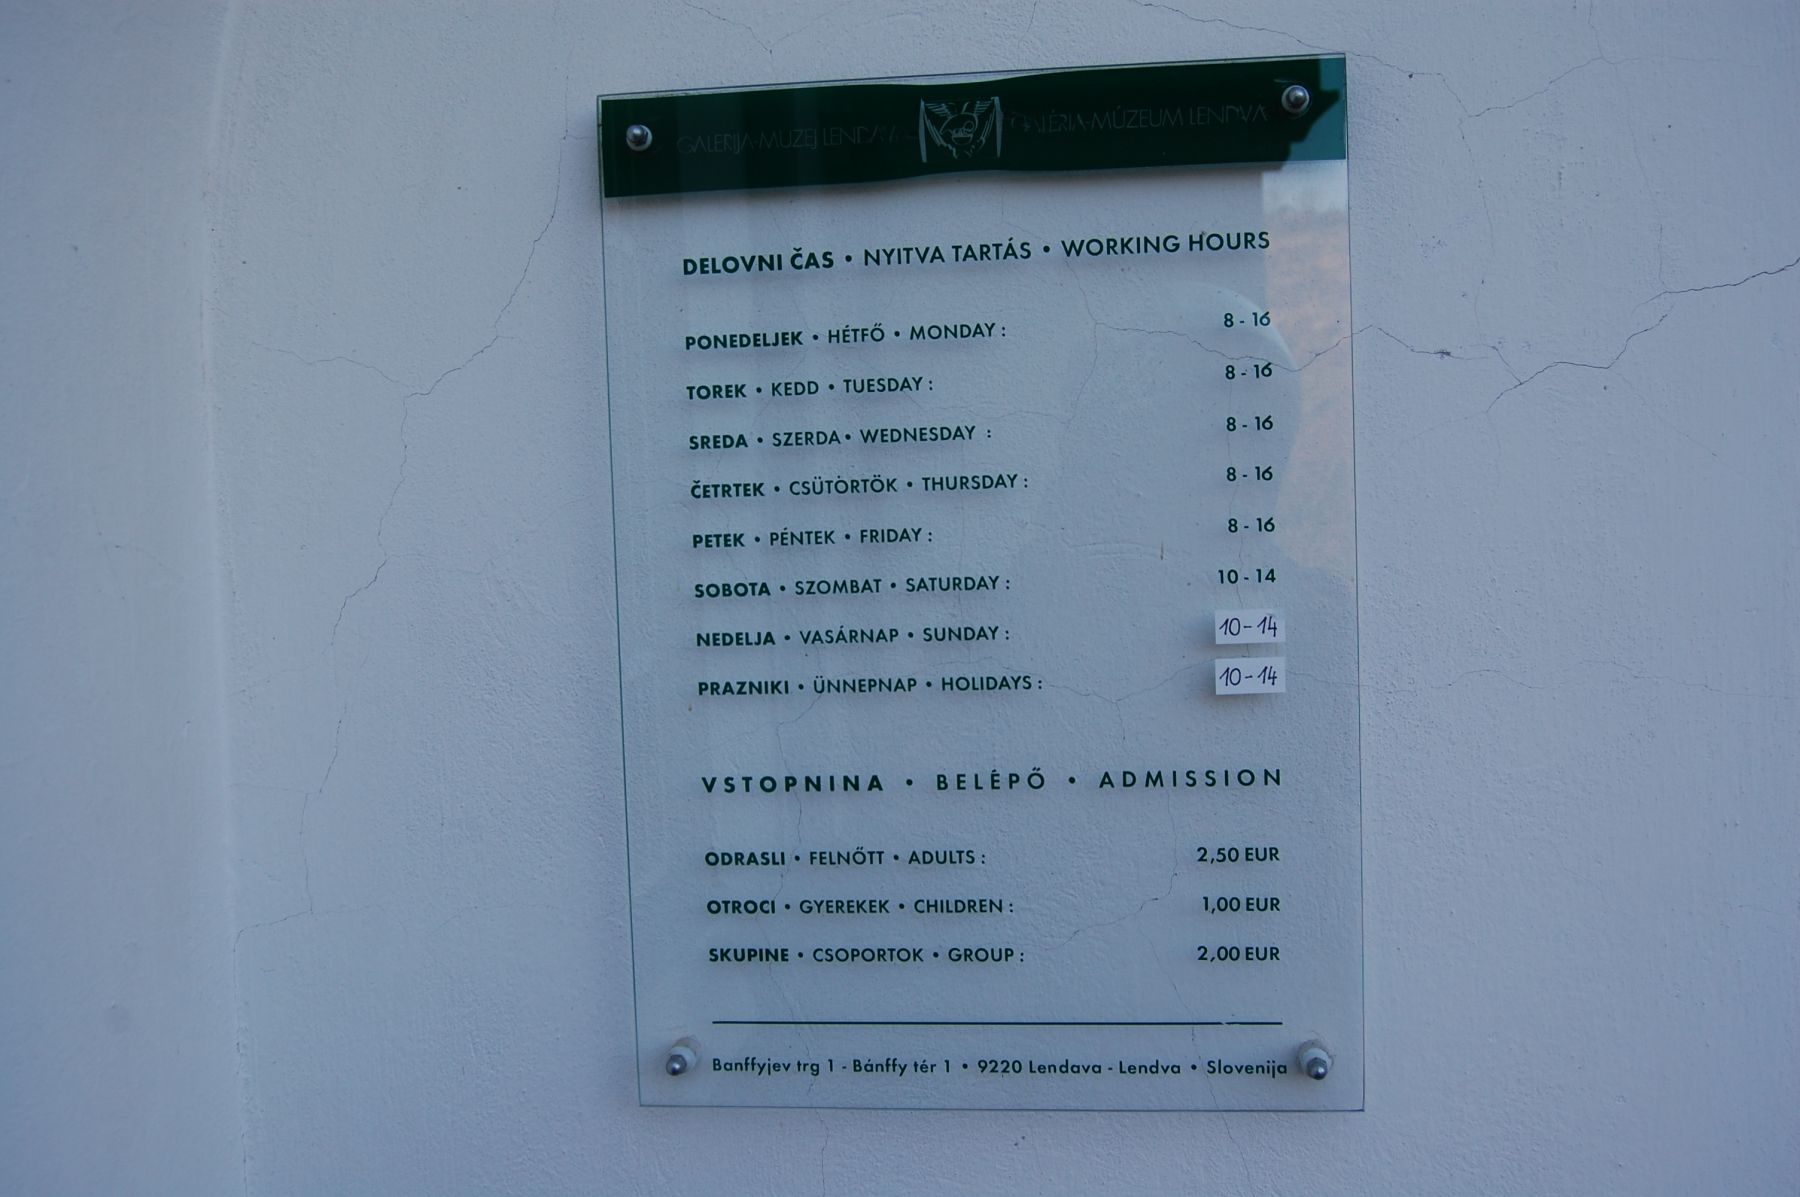 GALERIJA-MUZEJ LENDAVA GALÉRIA-MÚZEUM LENDVA
DELOVNI ČAS • NYITVA TARTÁS • WORKING HOURS
PONEDELJEK • HÉTFŐ • MONDAY : 8 - 16
TOREK • KEDD • TUESDAY : 8 - 16
SREDA • SZERDA • WEDNESDAY : 8 - 16
ČETRTEK • CSÜTÖRTÖK • THURSDAY : 8 - 16
PETEK • PÉNTEK • FRIDAY : 8 - 16
SOBOTA • SZOMBAT • SATURDAY : 10 - 14
NEDELJA • VASÁRNAP • SUNDAY : 10-14
PRAZNIKI • ÜNNEPNAP • HOLIDAYS : 10-14
VSTOPNINA • BELÉPŐ • ADMISSION
ODRASLI • FELNŐTT • ADULTS : 2,50 EUR
OTROCI • GYEREKEK • CHILDREN : 1,00 EUR
SKUPINE • CSOPORTOK • GROUP : 2,00 EUR
Banffyjev trg 1 - Bánffy tér 1 • 9220 Lendava - Lendva • Slovenija